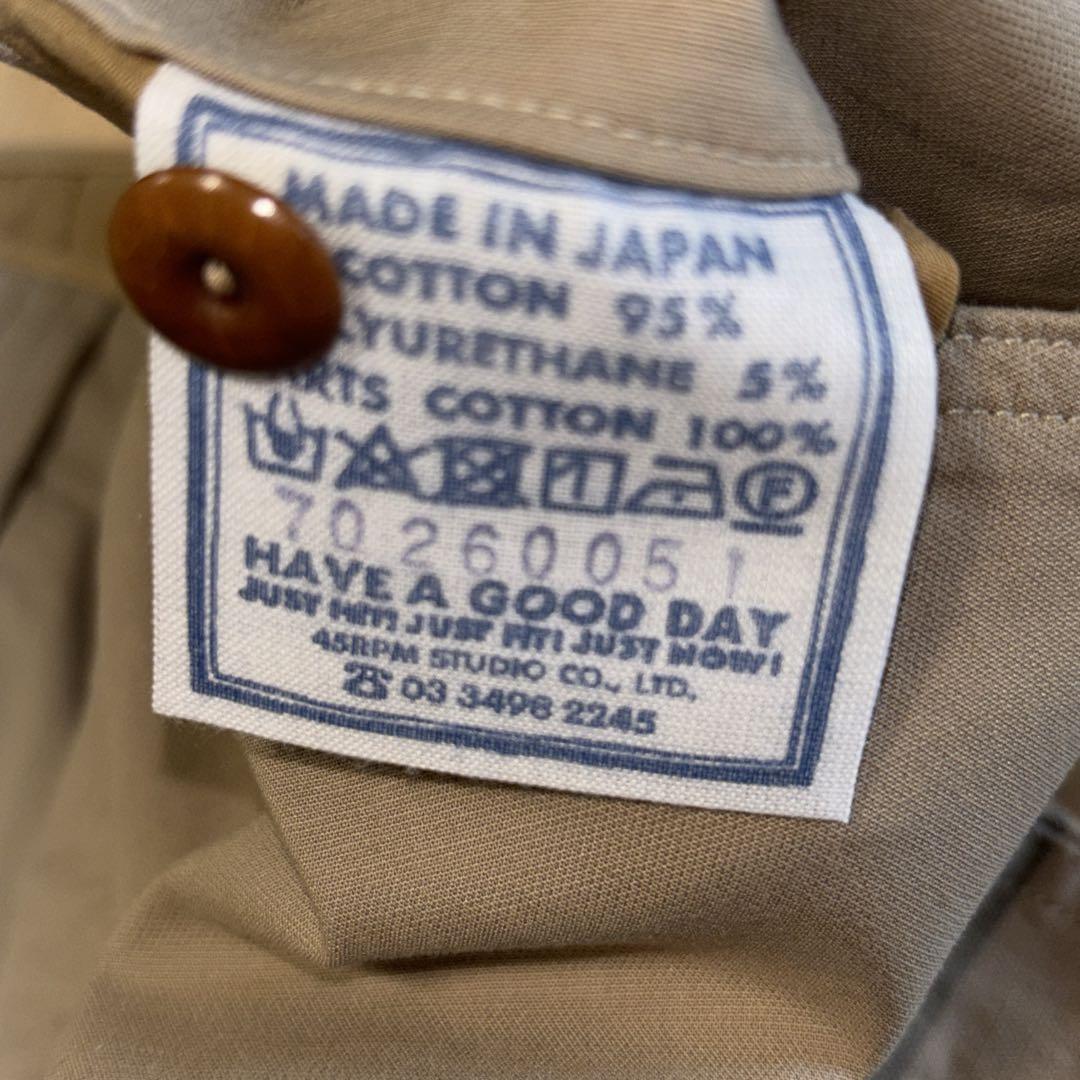 MADE IN JAPAN
COTTON 95%
YURETHANE 5%
RTS COTTON 100%
F
7026005 1
HAVE A GOOD DAY
JUST HIT! JUST FIT! JUST NOW!
45RPM STUDIO CO., LTD.
☎ 03 3498 2245